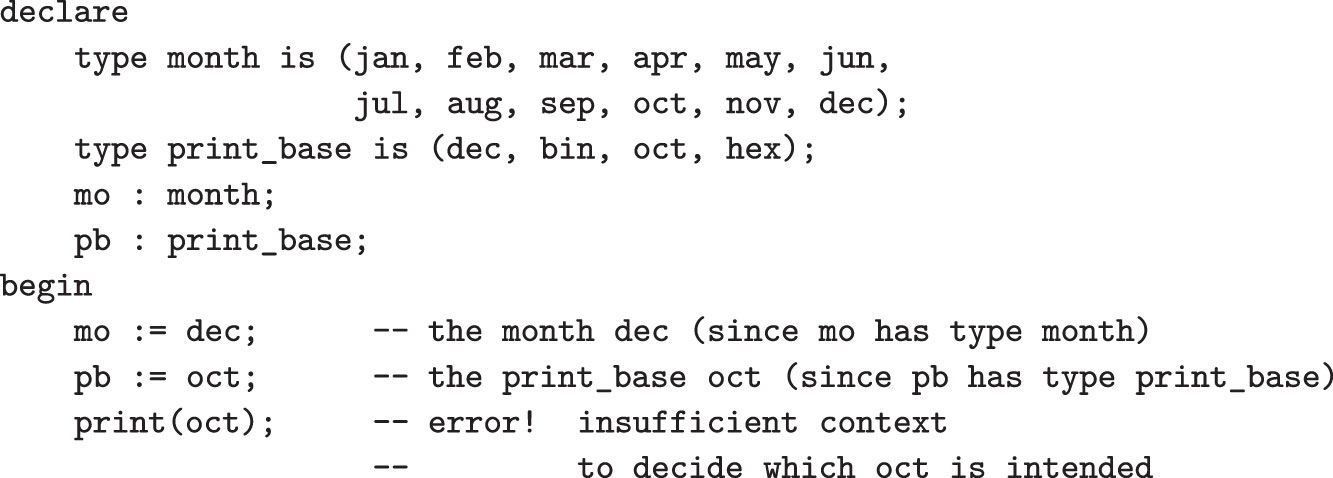 declare
    type month is (jan, feb, mar, apr, may, jun,
                   jul, aug, sep, oct, nov, dec);
    type print_base is (dec, bin, oct, hex);
    mo : month;
    pb : print_base;
begin
    mo := dec;      -- the month dec (since mo has type month)
    pb := oct;      -- the print_base oct (since pb has type print_base)
    print(oct);     -- error!  insufficient context
                    --         to decide which oct is intended